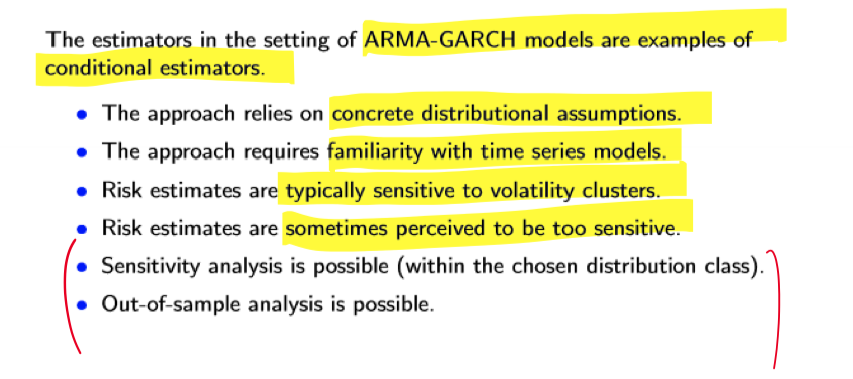 The estimators in the setting of ARMA-GARCH models are examples of
conditional estimators.
• The approach relies on concrete distributional assumptions.
• The approach requires familiarity with time series models.
• Risk estimates are typically sensitive to volatility clusters.
• Risk estimates are sometimes perceived to be too sensitive.
• Sensitivity analysis is possible (within the chosen distribution class).
• Out-of-sample analysis is possible.